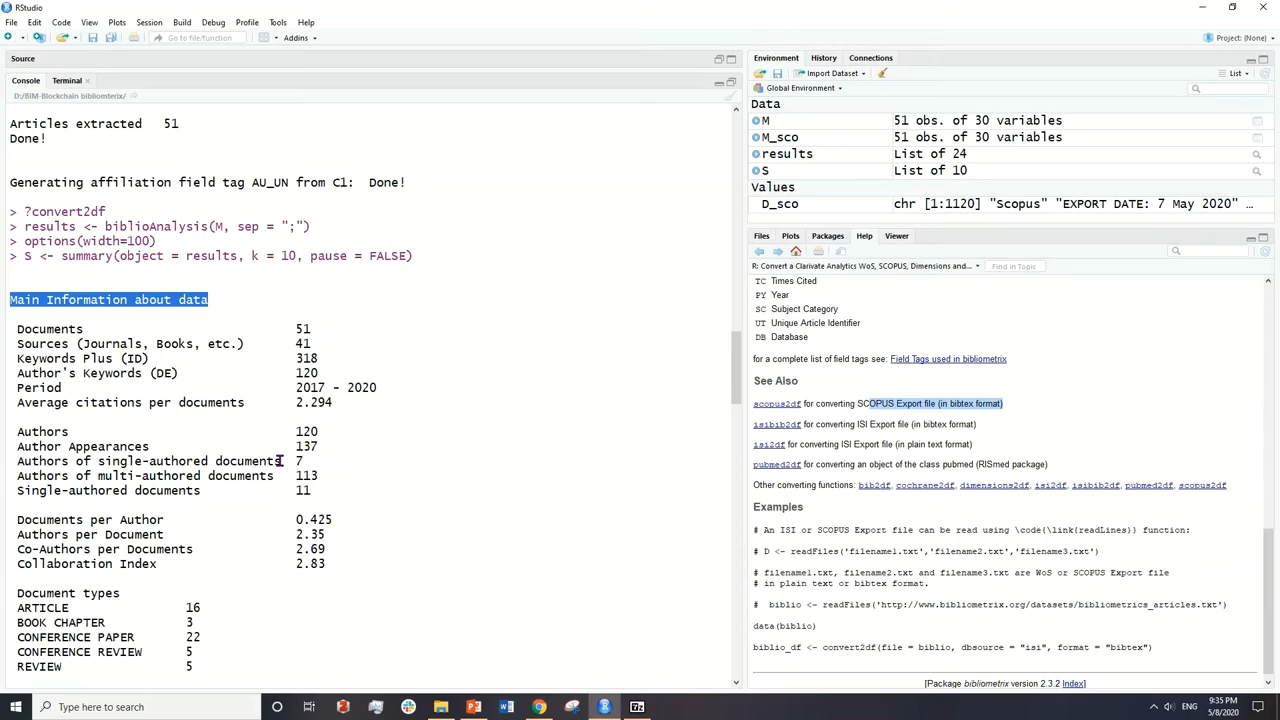 RStudio
File Edit Code View Plots Session Build Debug Profile Tools Help
Go to file/function Addins Project: (None)
Source
Console Terminal
D:/BIM-Blockchain bibliomterix/
Articles extracted 51
Done!
Generating affiliation field tag AU_UN from C1: Done!
> ?convert2df
> results <- biblioAnalysis(M, sep = ";")
> options(width=100)
> S <- summary(object = results, k = 10, pause = FALSE)
Main Information about data
Documents 51
Sources (Journals, Books, etc.) 41
Keywords Plus (ID) 318
Author's Keywords (DE) 120
Period 2017 - 2020
Average citations per documents 2.294
Authors 120
Author Appearances 137
Authors of single-authored documents 7
Authors of multi-authored documents 113
Single-authored documents 11
Documents per Author 0.425
Authors per Document 2.35
Co-Authors per Documents 2.69
Collaboration Index 2.83
Document types
ARTICLE 16
BOOK CHAPTER 3
CONFERENCE PAPER 22
CONFERENCE REVIEW 5
REVIEW 5
Environment History Connections
Import Dataset List
Global Environment
Data
M 51 obs. of 30 variables
M_sco 51 obs. of 30 variables
results List of 24
S List of 10
Values
D_sco chr [1:1120] "Scopus" "EXPORT DATE: 7 May 2020" …
Files Plots Packages Help Viewer
R: Convert a Clarivate Analytics WoS, SCOPUS, Dimensions and... Find in Topic
TC Times Cited
PY Year
SC Subject Category
UT Unique Article Identifier
DB Database
for a complete list of field tags see: Field Tags used in bibliometrix
See Also
scopus2df for converting SCOPUS Export file (in bibtex format)
isibib2df for converting ISI Export file (in bibtex format)
isi2df for converting ISI Export file (in plain text format)
pubmed2df for converting an object of the class pubmed (RISmed package)
Other converting functions: bib2df, cochrane2df, dimensions2df, isi2df, isibib2df, pubmed2df, scopus2df
Examples
# An ISI or SCOPUS Export file can be read using \code{\link{readLines}} function:
# D <- readFiles('filename1.txt','filename2.txt','filename3.txt')
# filename1.txt, filename2.txt and filename3.txt are WoS or SCOPUS Export file
# in plain text or bibtex format.
# biblio <- readFiles('http://www.bibliometrix.org/datasets/bibliometrics_articles.txt')
data(biblio)
biblio_df <- convert2df(file = biblio, dbsource = "isi", format = "bibtex")
[Package bibliometrix version 2.3.2 Index]
Type here to search
9:35 PM
5/8/2020